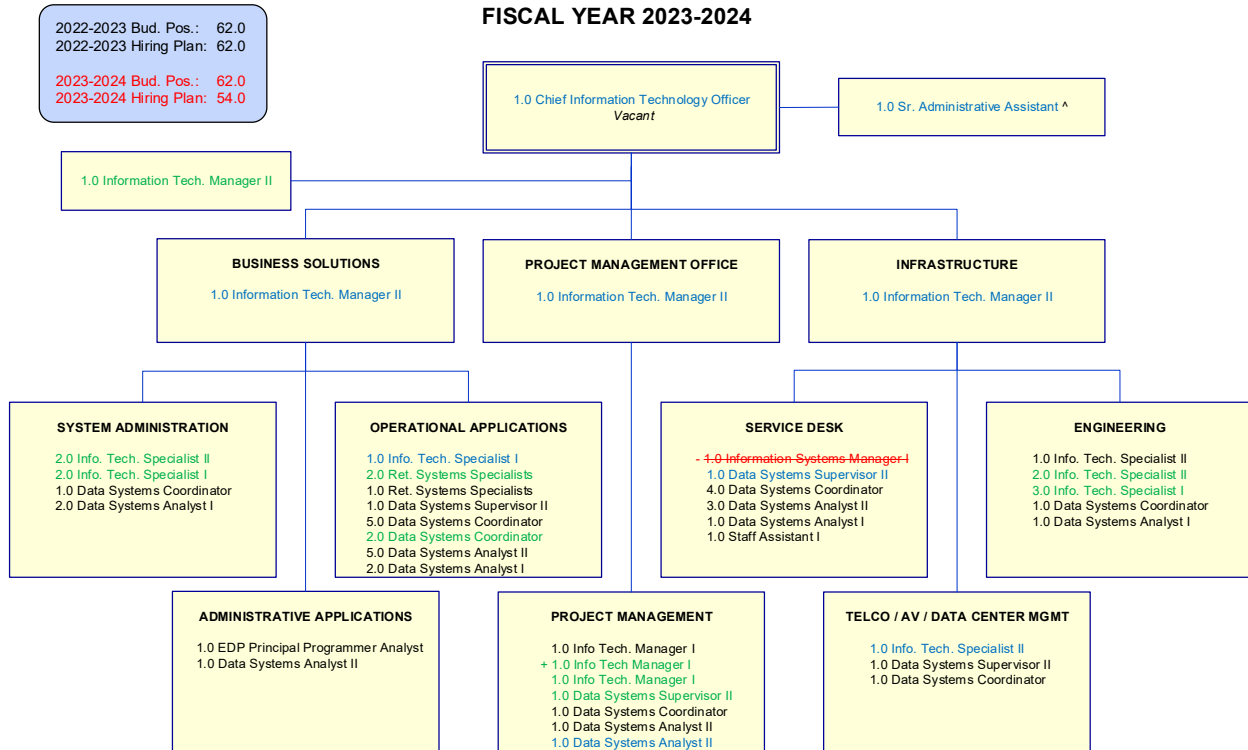 FISCAL YEAR 2023-2024
2022-2023 Bud. Pos.: 62.0
2022-2023 Hiring Plan: 62.0
2023-2024 Bud. Pos.: 62.0
2023-2024 Hiring Plan: 54.0
1.0 Chief Information Technology Officer
Vacant
1.0 Sr. Administrative Assistant ^
1.0 Information Tech. Manager II
BUSINESS SOLUTIONS
1.0 Information Tech. Manager II
PROJECT MANAGEMENT OFFICE
1.0 Information Tech. Manager II
INFRASTRUCTURE
1.0 Information Tech. Manager II
SYSTEM ADMINISTRATION
2.0 Info. Tech. Specialist II
2.0 Info. Tech. Specialist I
1.0 Data Systems Coordinator
2.0 Data Systems Analyst I
OPERATIONAL APPLICATIONS
1.0 Info. Tech. Specialist I
2.0 Ret. Systems Specialists
1.0 Ret. Systems Specialists
1.0 Data Systems Supervisor II
5.0 Data Systems Coordinator
2.0 Data Systems Coordinator
5.0 Data Systems Analyst II
2.0 Data Systems Analyst I
SERVICE DESK
- 1.0 Information Systems Manager I
1.0 Data Systems Supervisor II
4.0 Data Systems Coordinator
3.0 Data Systems Analyst II
1.0 Data Systems Analyst I
1.0 Staff Assistant I
ENGINEERING
1.0 Info. Tech. Specialist II
2.0 Info. Tech. Specialist II
3.0 Info. Tech. Specialist I
1.0 Data Systems Coordinator
1.0 Data Systems Analyst I
ADMINISTRATIVE APPLICATIONS
1.0 EDP Principal Programmer Analyst
1.0 Data Systems Analyst II
PROJECT MANAGEMENT
1.0 Info Tech. Manager I
+ 1.0 Info Tech Manager I
1.0 Info Tech. Manager I
1.0 Data Systems Supervisor II
1.0 Data Systems Coordinator
1.0 Data Systems Analyst II
1.0 Data Systems Analyst II
TELCO / AV / DATA CENTER MGMT
1.0 Info. Tech. Specialist II
1.0 Data Systems Supervisor II
1.0 Data Systems Coordinator